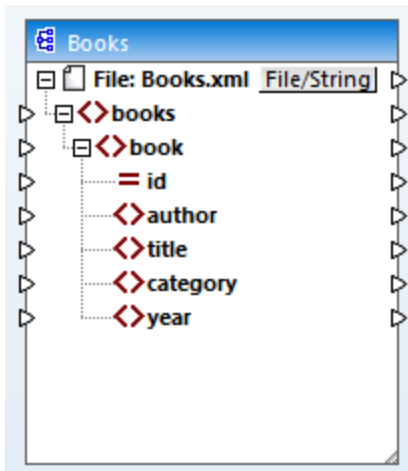 Books
File: Books.xml File/String
books
book
id
author
title
category
year